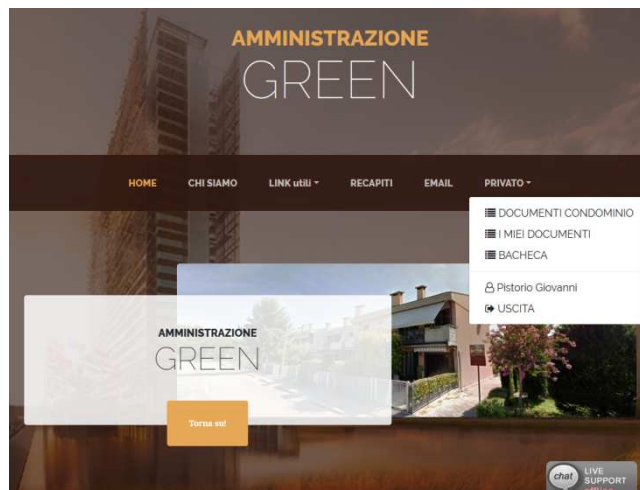 AMMINISTRAZIONE
GREEN
HOME CHI SIAMO LINK utili RECAPITI EMAIL PRIVATO
DOCUMENTI CONDOMINIO
I MIEI DOCUMENTI
BACHECA
Pistorio Giovanni
USCITA
AMMINISTRAZIONE
GREEN
Torna su!
chat LIVE
SUPPORT
offline